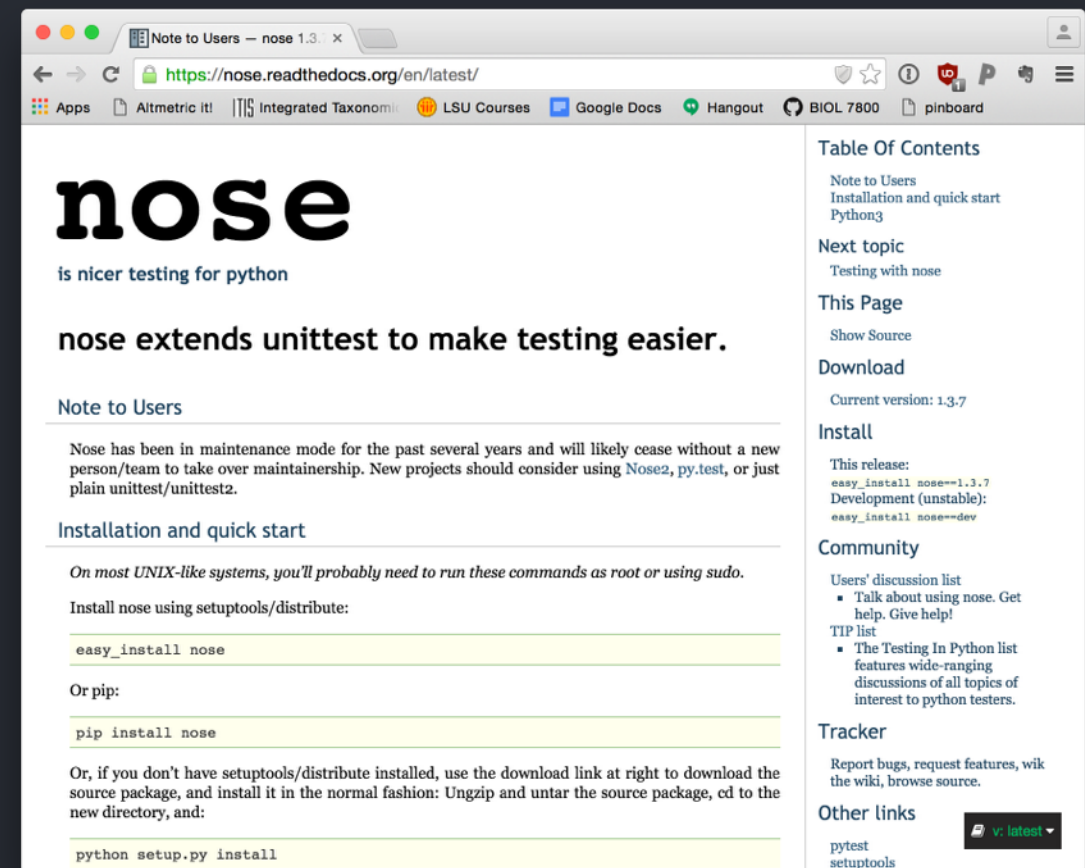 Note to Users — nose 1.3.
https://nose.readthedocs.org/en/latest/
1
Apps
Altmetric it!
Integrated Taxonomic
LSU Courses
Google Docs
Hangout
BIOL 7800
pinboard
nose
is nicer testing for python
nose extends unittest to make testing easier.
Note to Users
Nose has been in maintenance mode for the past several years and will likely cease without a new
person/team to take over maintainership. New projects should consider using Nose2, py.test, or just
plain unittest/unittest2.
Installation and quick start
On most UNIX-like systems, you'll probably need to run these commands as root or using sudo.
Install nose using setuptools/distribute:
easy_install nose
Or pip:
pip install nose
Or, if you don't have setuptools/distribute installed, use the download link at right to download the
source package, and install it in the normal fashion: Ungzip and untar the source package, cd to the
new directory, and:
python setup.py install
Table Of Contents
Note to Users
Installation and quick start
Python3
Next topic
Testing with nose
This Page
Show Source
Download
Current version: 1.3.7
Install
This release:
easy_install nose==1.3.7
Development (unstable):
easy_install nose==dev
Community
Users' discussion list
Talk about using nose. Get
help. Give help!
TIP list
The Testing In Python list
features wide-ranging
discussions of all topics of
interest to python testers.
Tracker
Report bugs, request features, wik
the wiki, browse source.
Other links
pytest
setuptools
v: latest